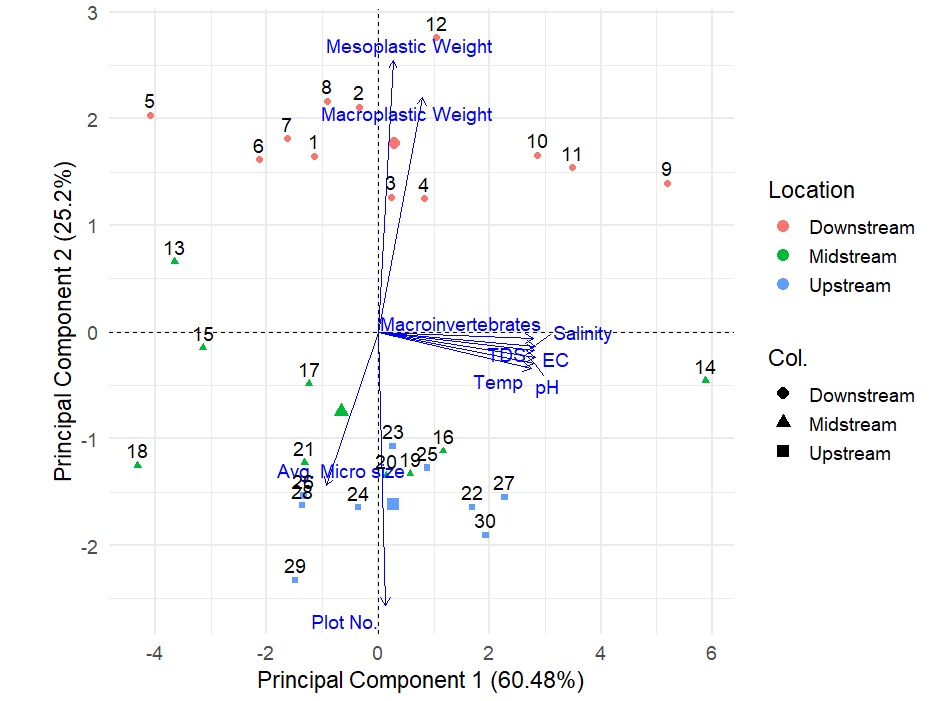 3
12
Mesoplastic Weight
8
2
5
Macroplastic Weight
2
7
1
6
10
11
9
3
4
1
13
Macroinvertebrates
Salinity
0
15
TDS
EC
14
17
Temp
pH
-1
23
16
18
21
20
19
25
Avg. Micro size
26
28
24
22
27
30
-2
29
Plot No.
-4
-2
0
2
4
6
Principal Component 1 (60.48%)
Principal Component 2 (25.2%)
Location
Downstream
Midstream
Upstream
Col.
Downstream
Midstream
Upstream